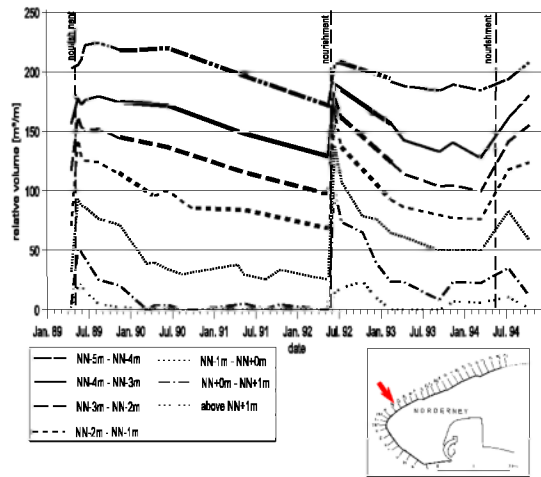 250
200
150
100
50
0
relative volume [m³/m]
nourishment
nourishment
nourishment
Jan. 89 Jul. 89 Jan. 90 Jul. 90 Jan. 91 Jul. 91 Jan. 92 Jul. 92 Jan. 93 Jul. 93 Jan. 94 Jul. 94
date
NN-5m - NN-4m
NN-4m - NN-3m
NN-3m - NN-2m
NN-2m - NN-1m
NN-1m - NN+0m
NN+0m - NN+1m
above NN+1m
NORDERNEY